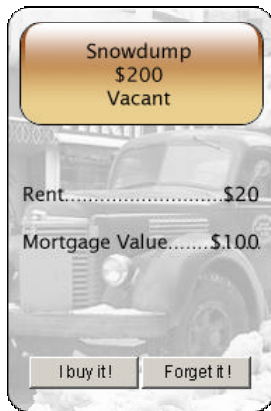 Snowdump
$200
Vacant
Rent...........................$20
Mortgage Value.......$100
I buy it!
Forget it!